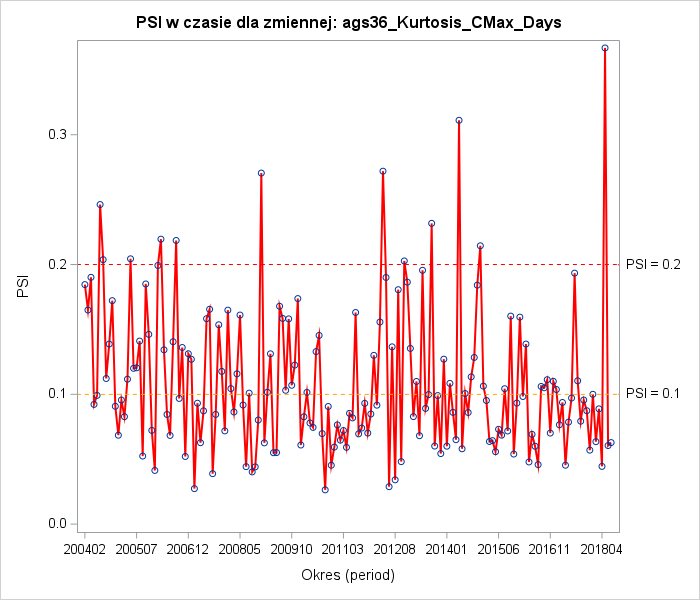 PSI w czasie dla zmiennej: ags36_Kurtosis_CMax_Days
0.3
0.2
0.1
0.0
PSI
PSI = 0.2
PSI = 0.1
200402 200507 200612 200805 200910 201103 201208 201401 201506 201611 201804
Okres (period)